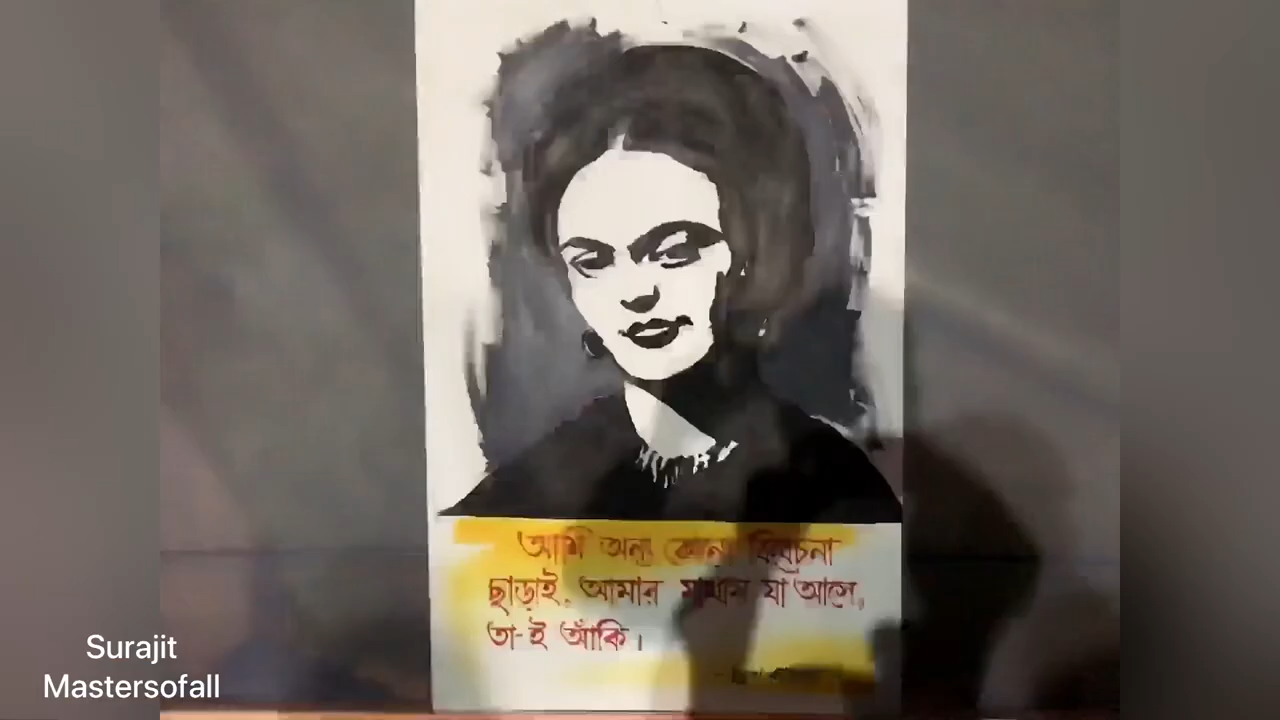 আমি অন্য কোনো বিবেচনা
ছাড়াই, আমার মাথায় যা আসে,
তা-ই আঁকি।
Surajit
Mastersofall